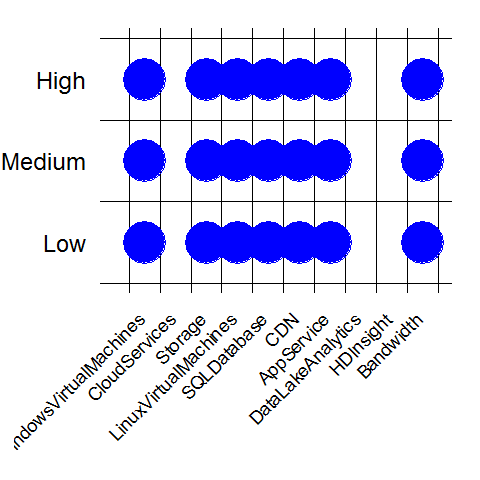 High
Medium
Low
ndowsVirtualMachines
CloudServices
Storage
LinuxVirtualMachines
SQLDatabase
CDN
AppService
DataLakeAnalytics
HDInsight
Bandwidth